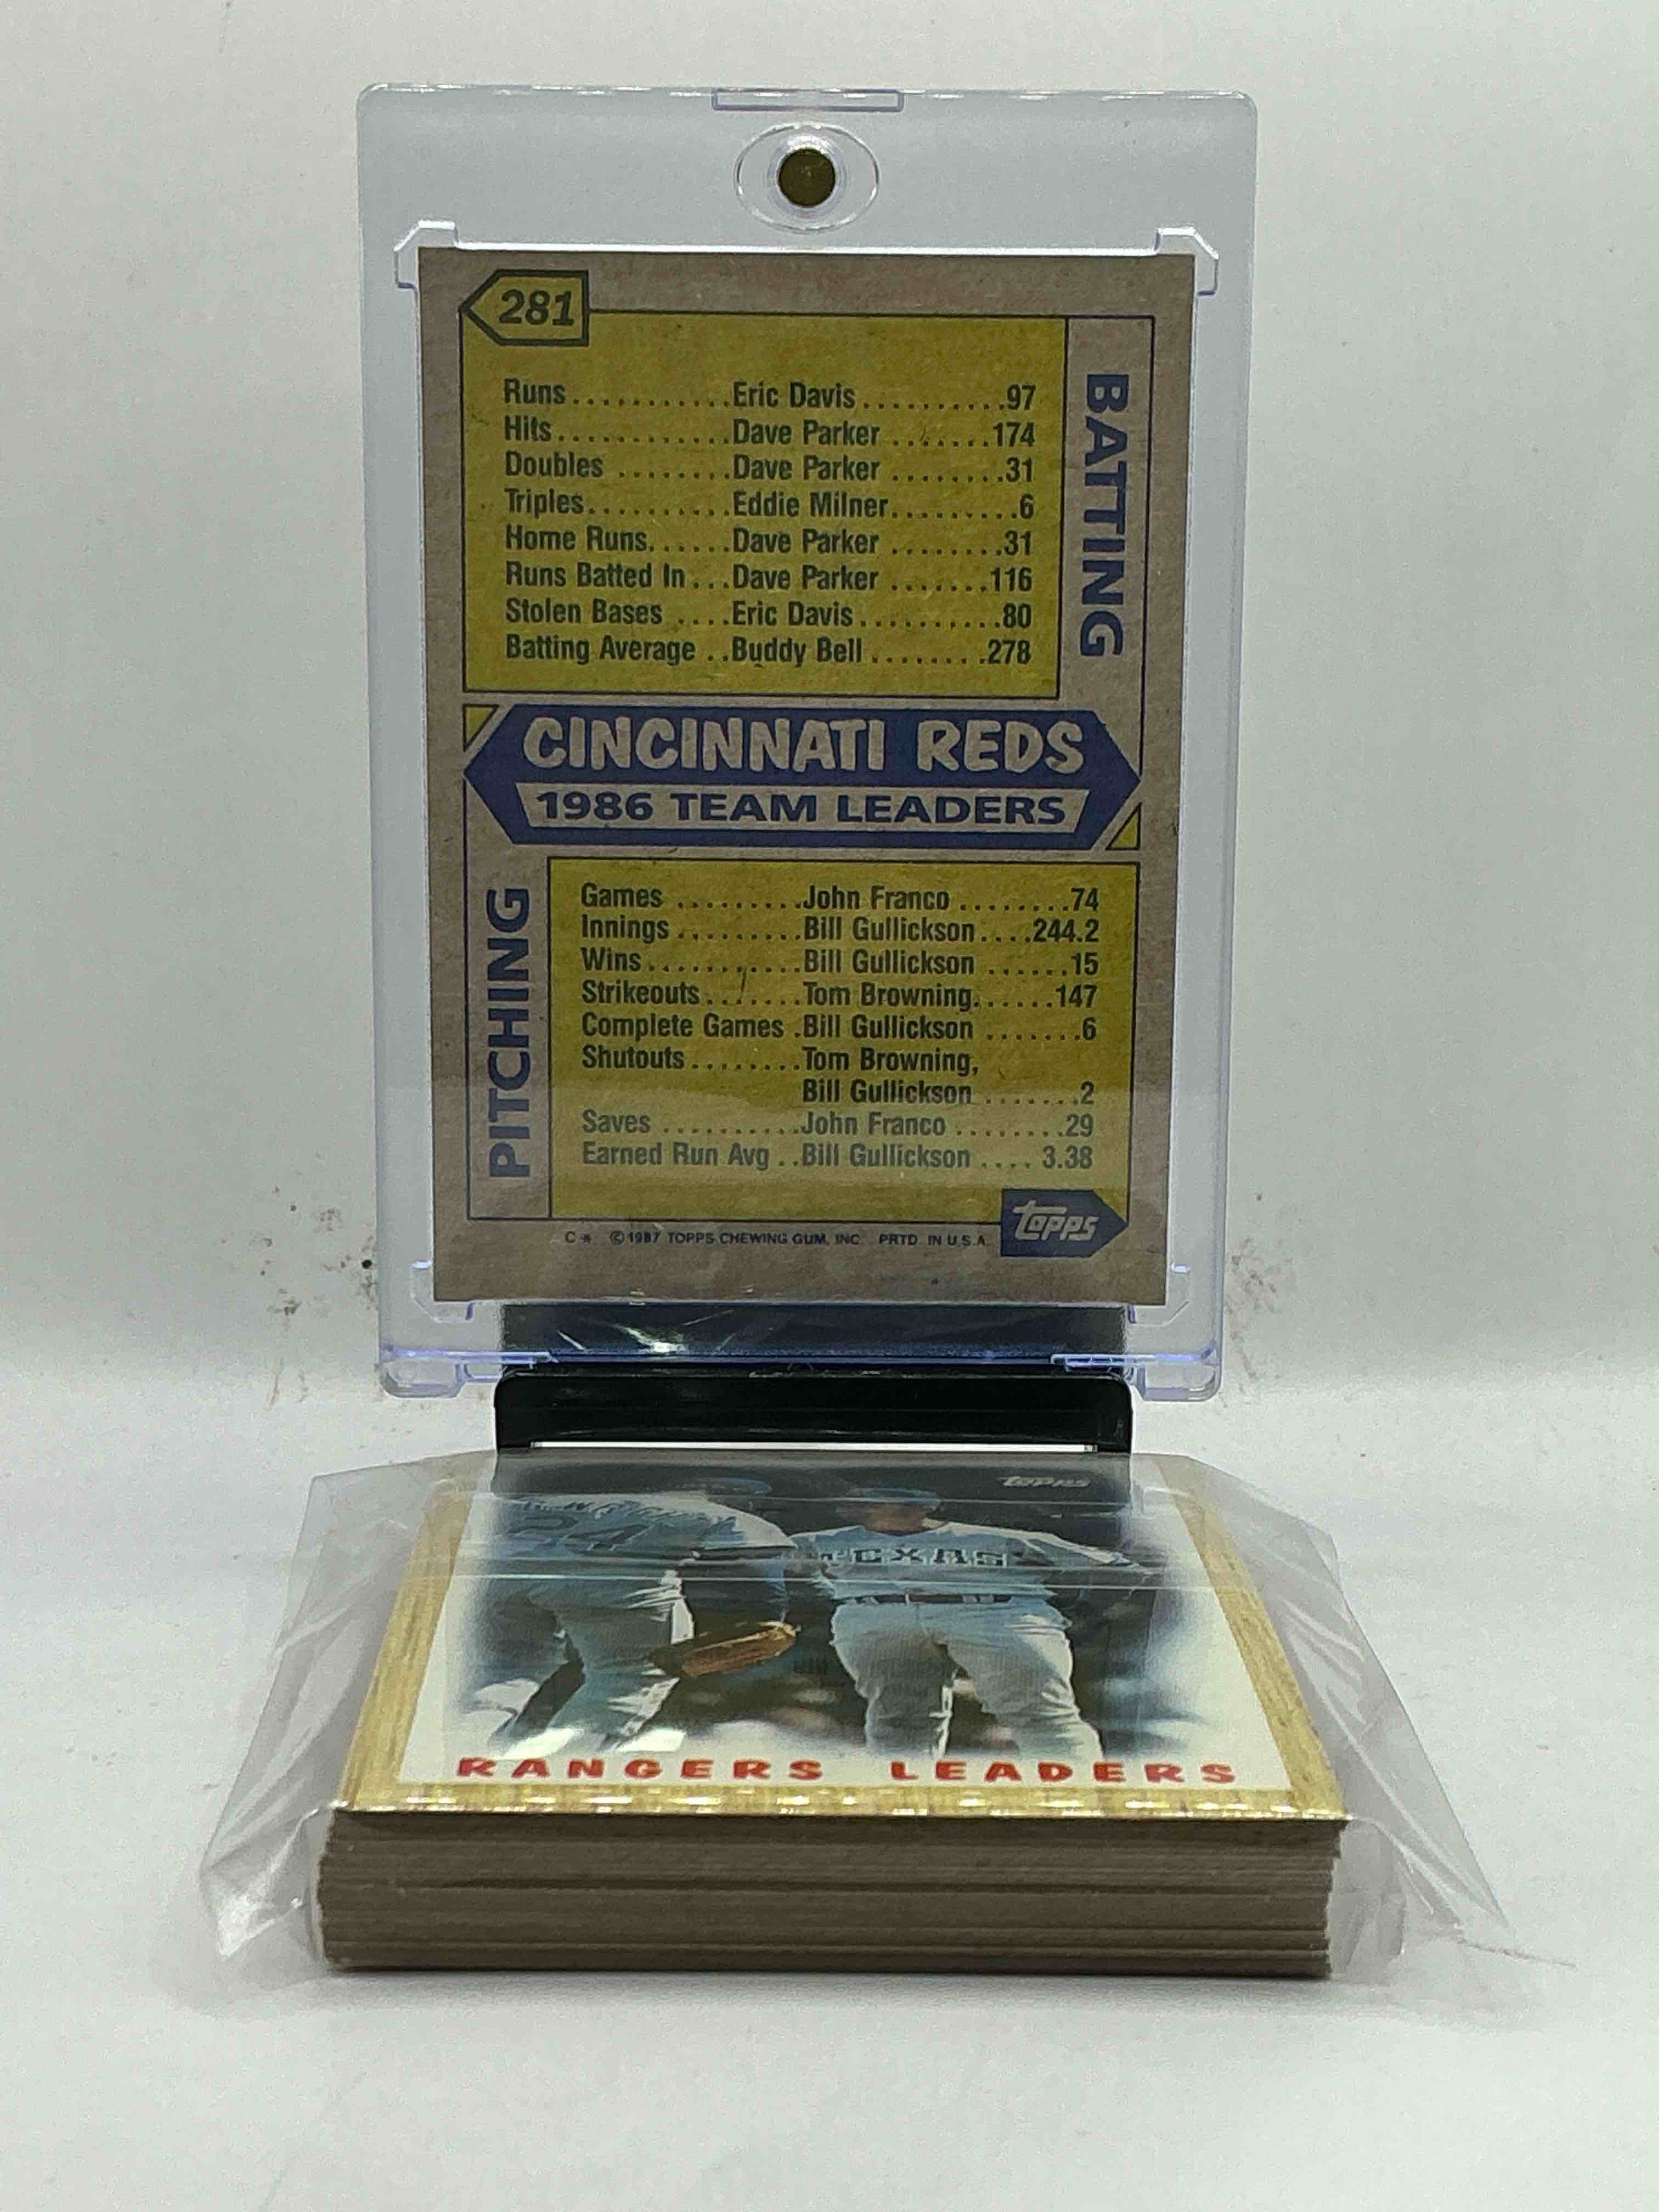 281
BATTING
Runs...........Eric Davis..........97
Hits............Dave Parker .......174
Doubles ........Dave Parker ........31
Triples..........Eddie Milner.........6
Home Runs......Dave Parker ........31
Runs Batted In...Dave Parker .......116
Stolen Bases ....Eric Davis..........80
Batting Average ..Buddy Bell ........278
CINCINNATI REDS
1986 TEAM LEADERS
PITCHING
Games .........John Franco ........74
Innings .........Bill Gullickson....244.2
Wins...........Bill Gullickson ......15
Strikeouts.......Tom Browning......147
Complete Games .Bill Gullickson .......6
Shutouts.........Tom Browning,
Bill Gullickson .......2
Saves ..........John Franco ........29
Earned Run Avg ..Bill Gullickson .... 3.38
topps
C* ©1987 TOPPS CHEWING GUM, INC. PRTD. IN U.S.A.
topps
24
TEXAS
RANGERS LEADERS